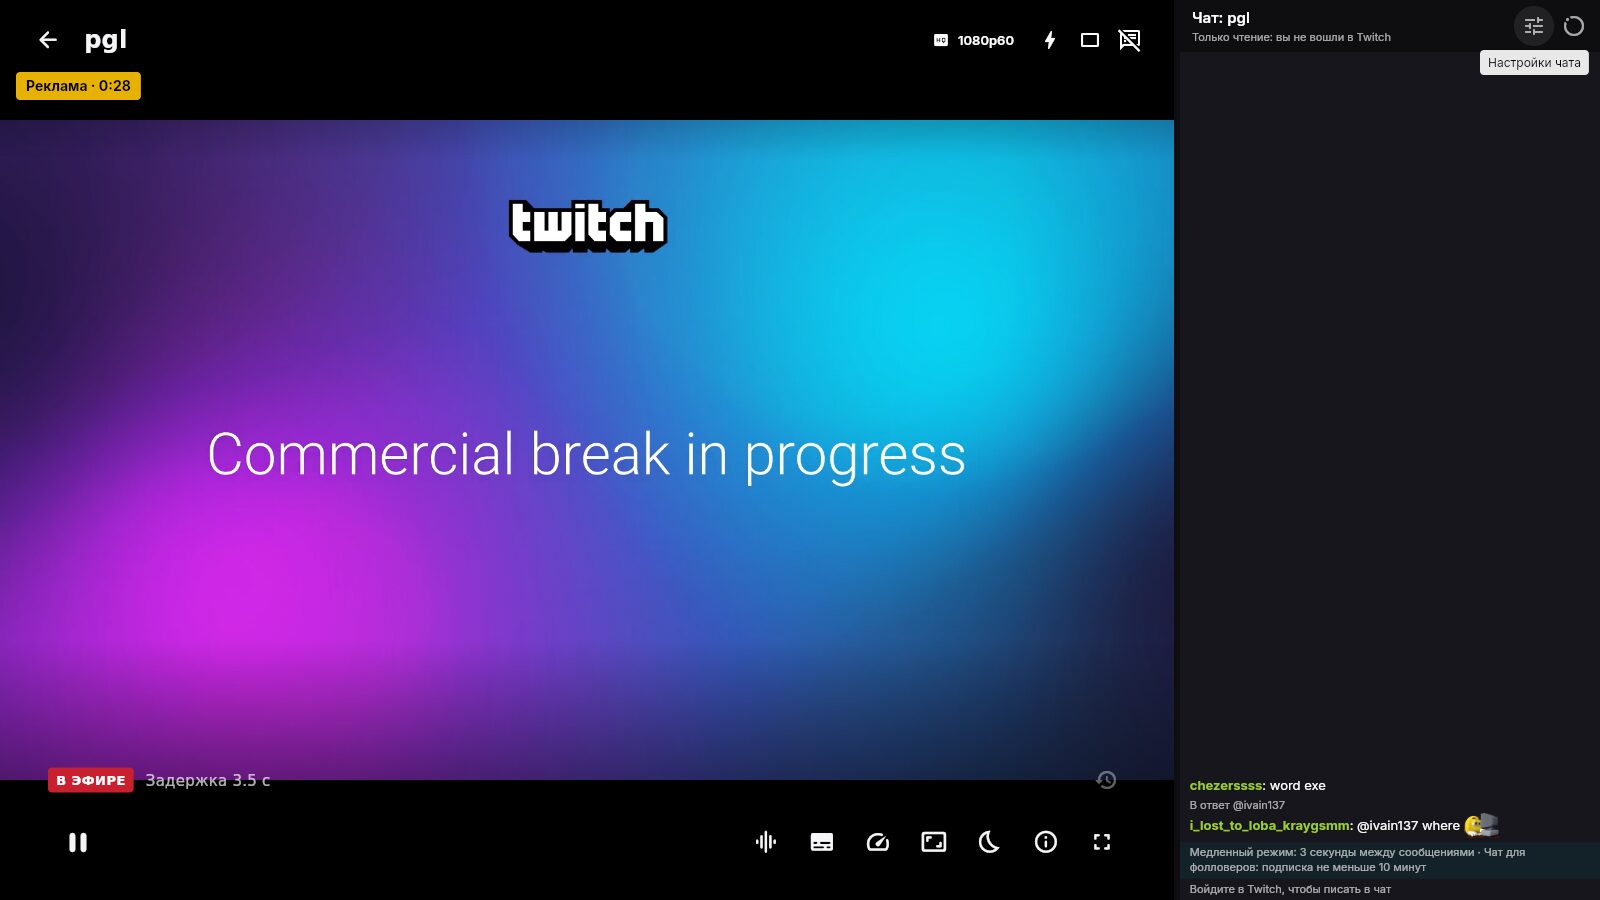 pgl
HQ 1080p60
Реклама · 0:28
twitch
Commercial break in progress
В ЭФИРЕ Задержка 3.5 с
Чат: pgl
Только чтение: вы не вошли в Twitch
Настройки чата
chezerssss: word exe
В ответ @ivain137
i_lost_to_loba_kraygsmm: @ivain137 where
Медленный режим: 3 секунды между сообщениями · Чат для
фолловеров: подписка не меньше 10 минут
Войдите в Twitch, чтобы писать в чат